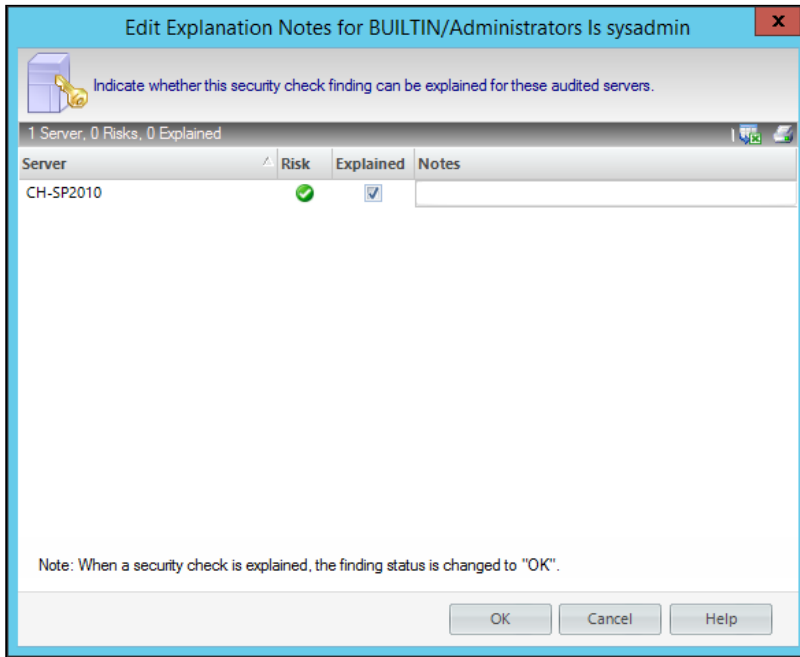 Edit Explanation Notes for BUILTIN/Administrators Is sysadmin
x
Indicate whether this security check finding can be explained for these audited servers.
1 Server, 0 Risks, 0 Explained
Server Risk Explained Notes
CH-SP2010
Note: When a security check is explained, the finding status is changed to "OK".
OK Cancel Help